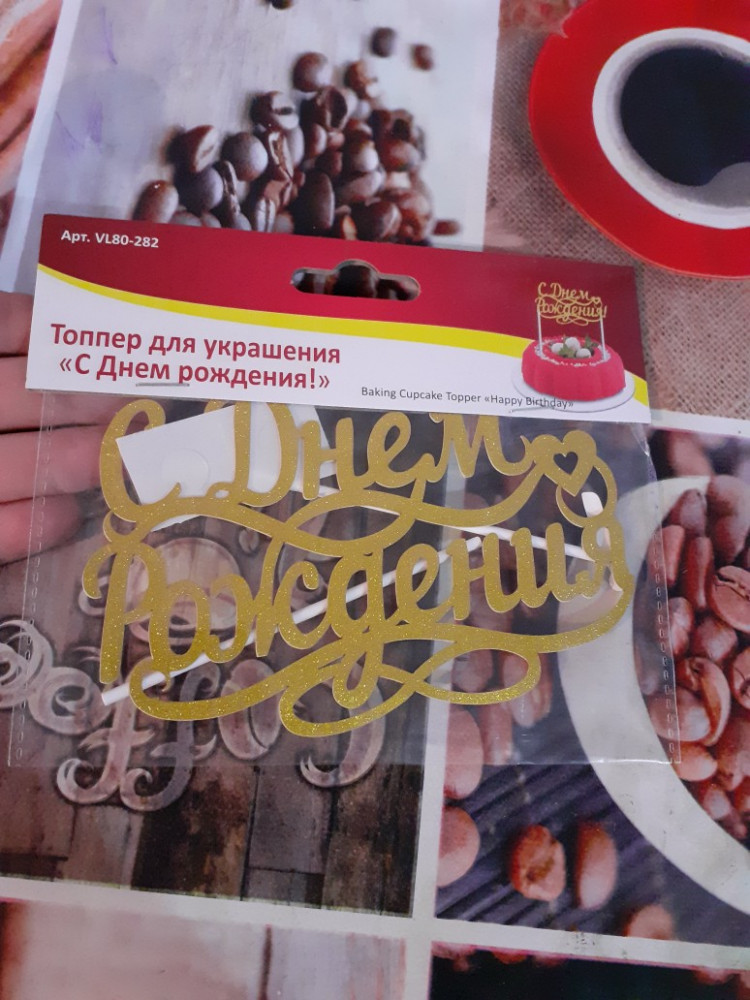 Арт. VL80-282
С Днем
Рождения!
Топпер для украшения
«С Днем рождения!»
Baking Cupcake Topper «Happy Birthday»
С Днем
Рождения